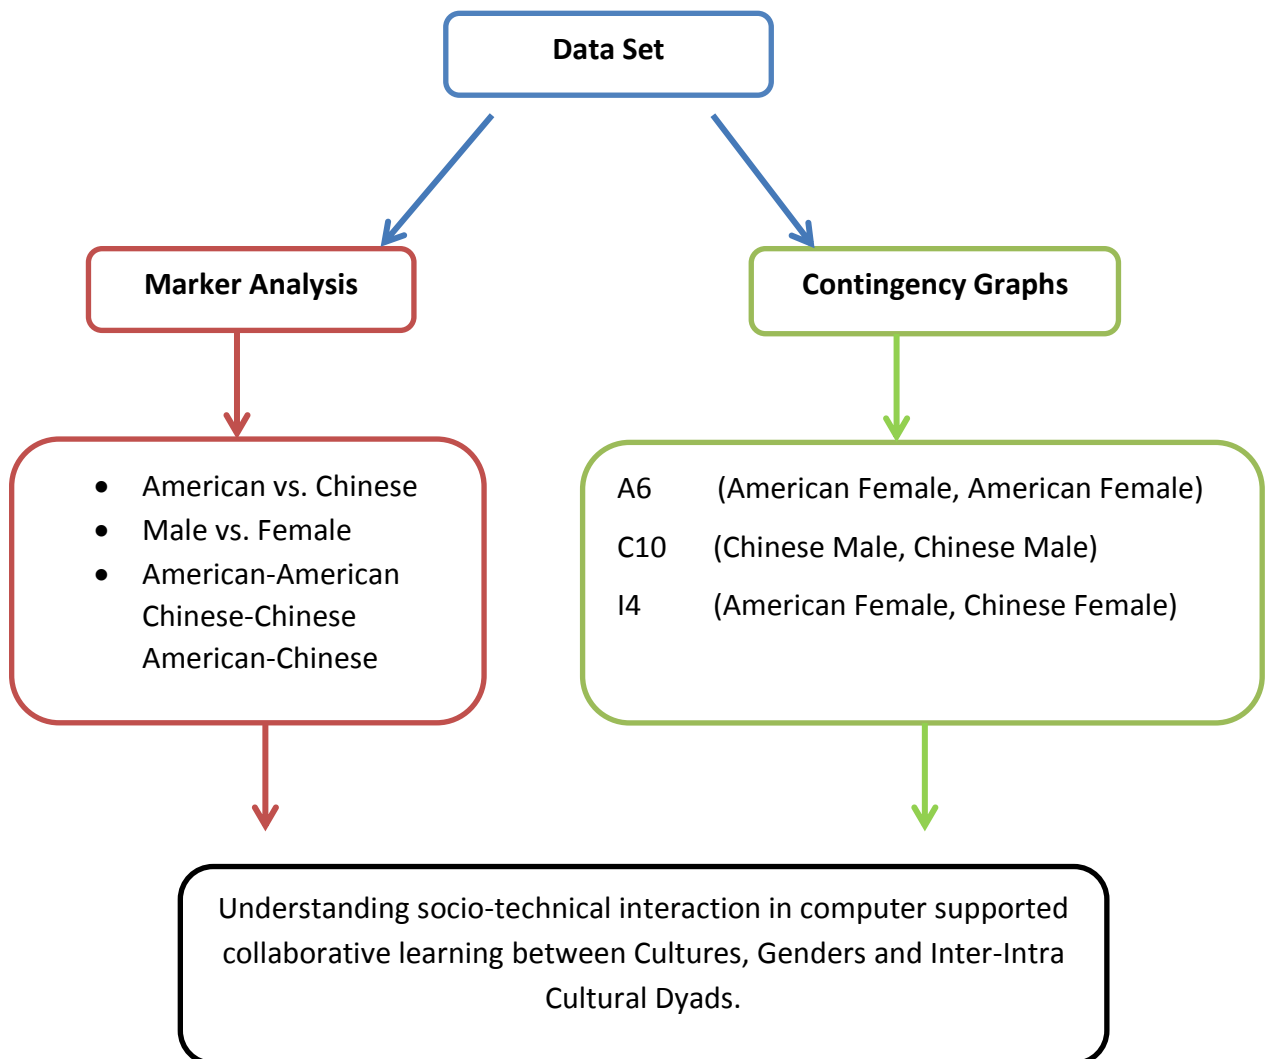 Data Set
Marker Analysis
Contingency Graphs
• American vs. Chinese
• Male vs. Female
• American-American
Chinese-Chinese
American-Chinese
A6 (American Female, American Female)
C10 (Chinese Male, Chinese Male)
I4 (American Female, Chinese Female)
Understanding socio-technical interaction in computer supported
collaborative learning between Cultures, Genders and Inter-Intra
Cultural Dyads.